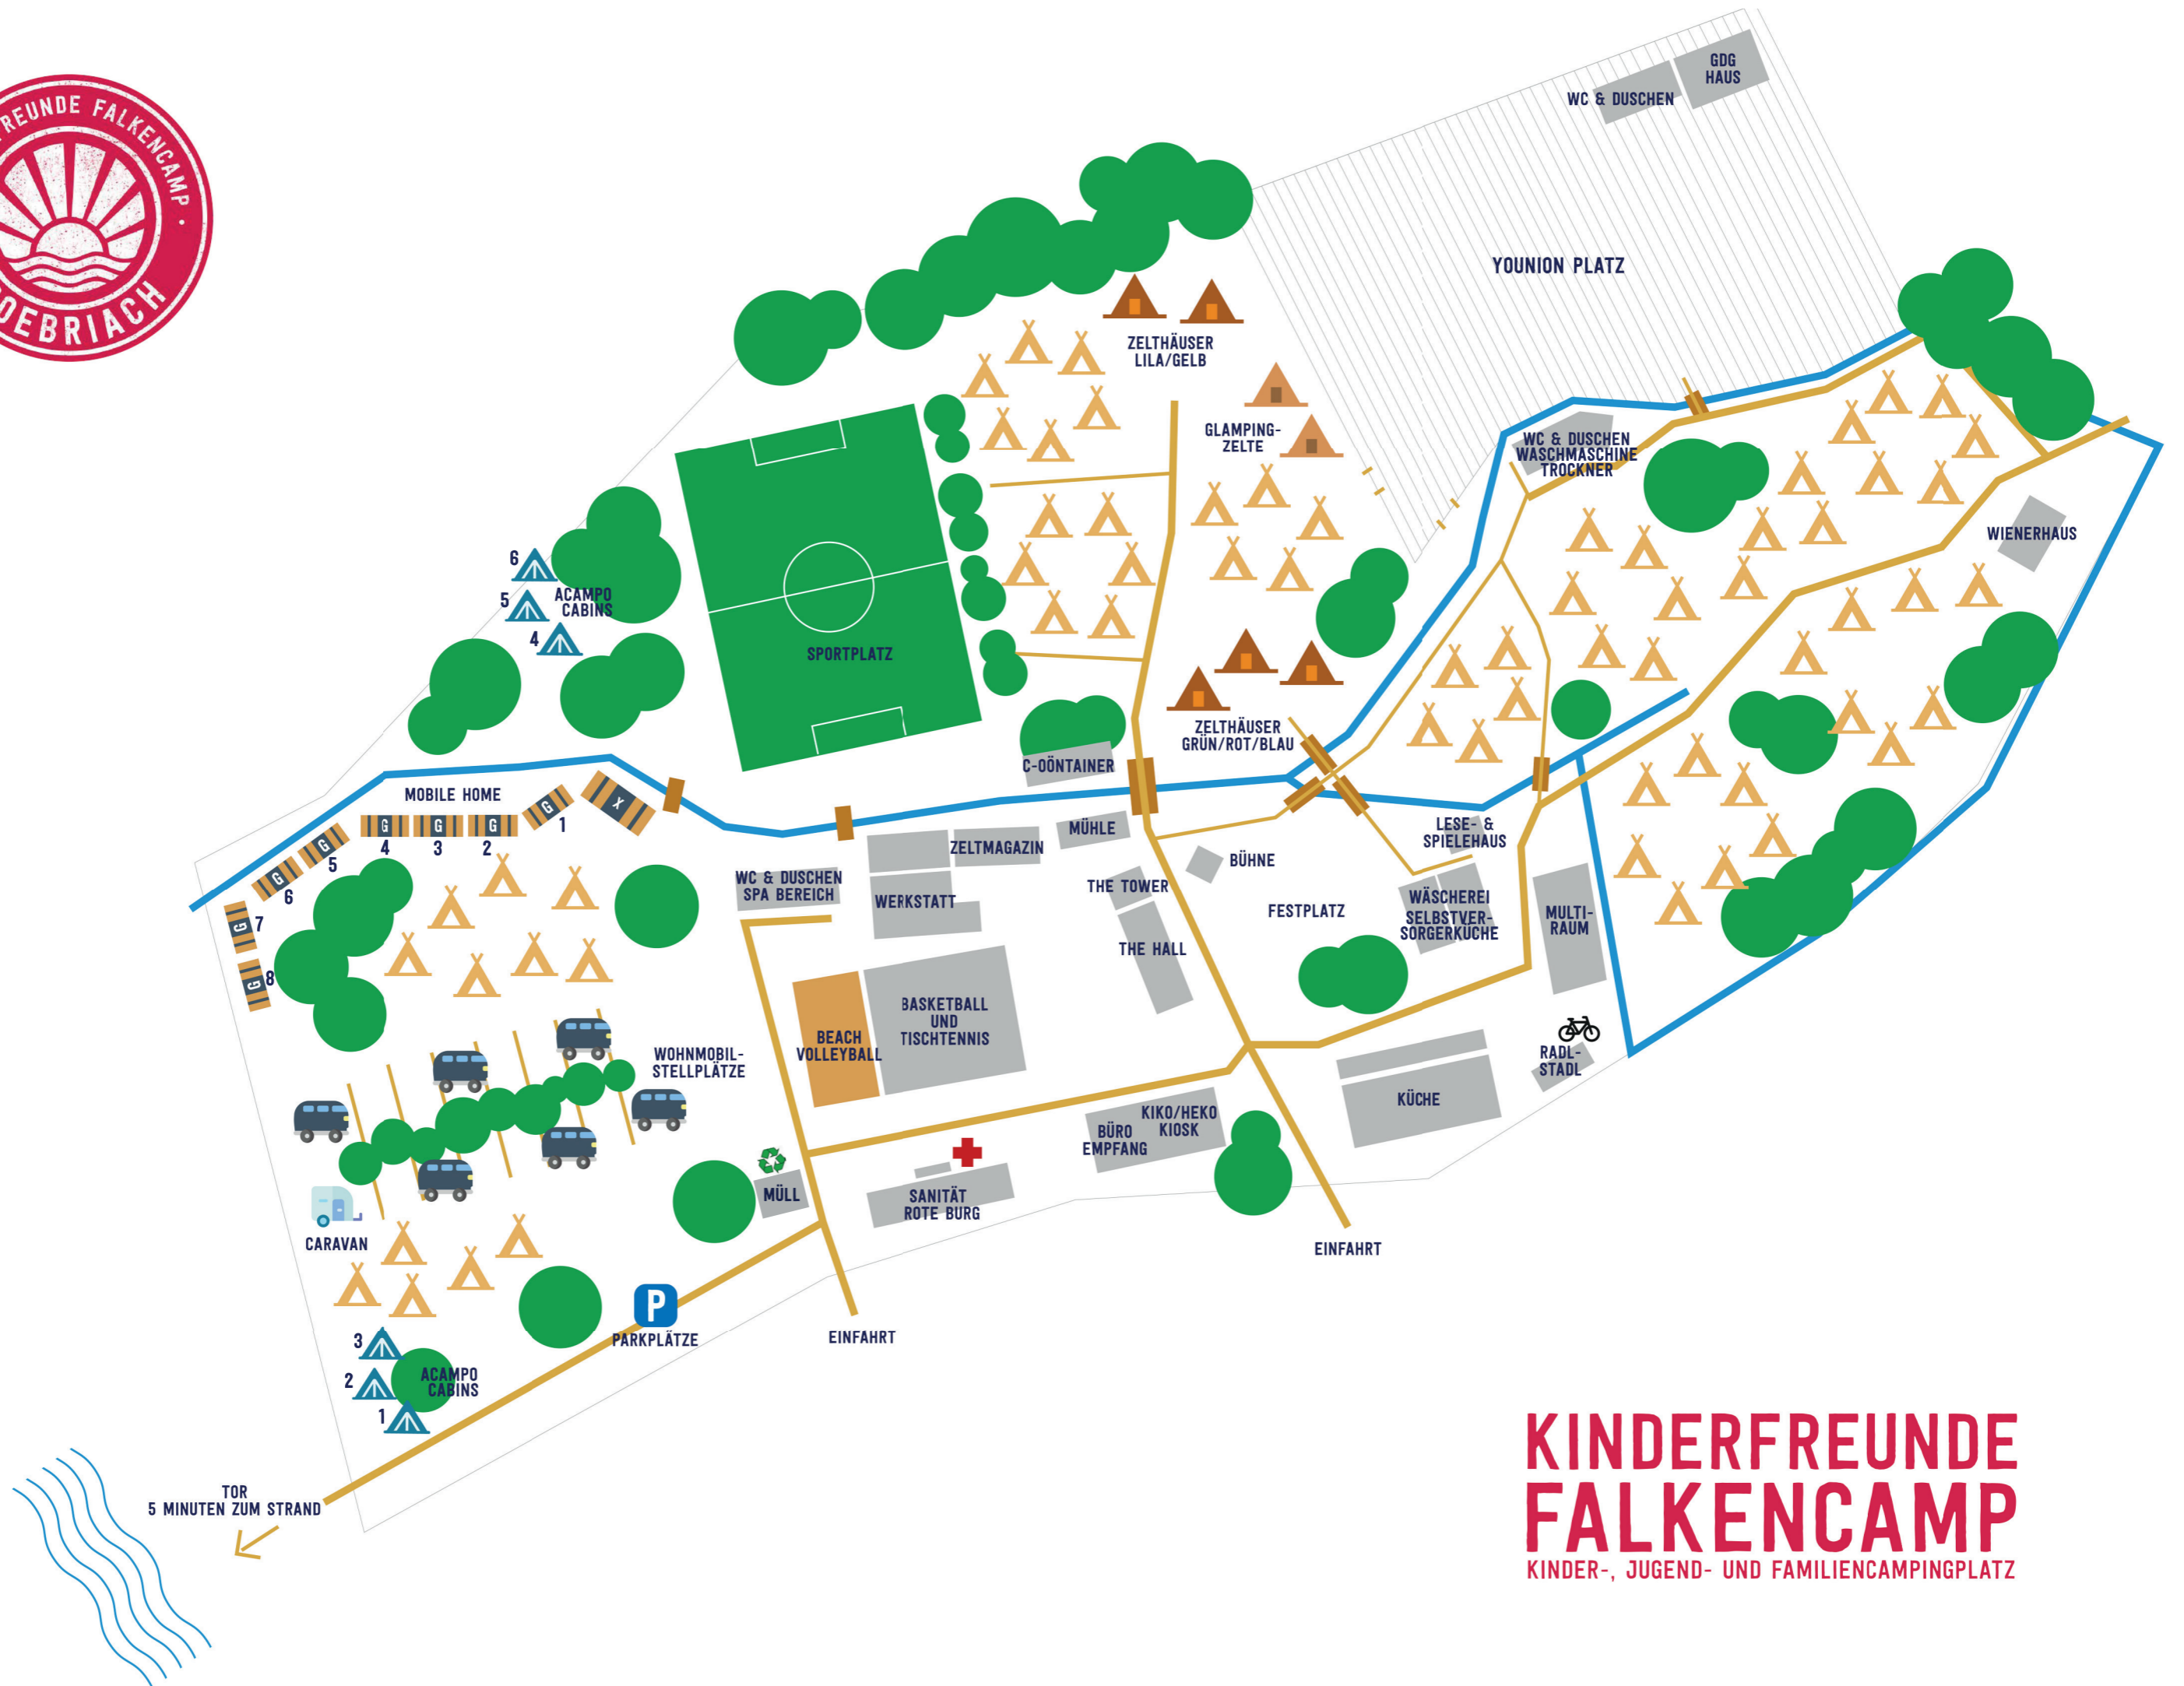 FREUNDE FALKENCAMP ·
OEBRIACH
GDG
HAUS
WC & DUSCHEN
YOUNION PLATZ
ZELTHÄUSER
LILA/GELB
GLAMPING-
ZELTE
WC & DUSCHEN
WASCHMASCHINE
TROCKNER
WIENERHAUS
6
5
ACAMPO
CABINS
4
SPORTPLATZ
ZELTHÄUSER
GRÜN/ROT/BLAU
C-OÖNTAINER
MOBILE HOME
X
G
1
G
2
G
3
G
4
G
5
G
6
G
7
G
8
MÜHLE
ZELTMAGAZIN
LESE- &
SPIELEHAUS
BÜHNE
WC & DUSCHEN
SPA BEREICH
WERKSTATT
THE TOWER
THE HALL
FESTPLATZ
WÄSCHEREI
SELBSTVER-
SORGERKÜCHE
MULTI-
RAUM
BEACH
VOLLEYBALL
BASKETBALL
UND
TISCHTENNIS
WOHNMOBIL-
STELLPLÄTZE
RADL-
STADL
KÜCHE
KIKO/HEKO
KIOSK
BÜRO
EMPFANG
MÜLL
SANITÄT
ROTE BURG
CARAVAN
EINFAHRT
P
PARKPLÄTZE
EINFAHRT
3
2
ACAMPO
CABINS
1
TOR
5 MINUTEN ZUM STRAND
KINDERFREUNDE
FALKENCAMP
KINDER-, JUGEND- UND FAMILIENCAMPINGPLATZ